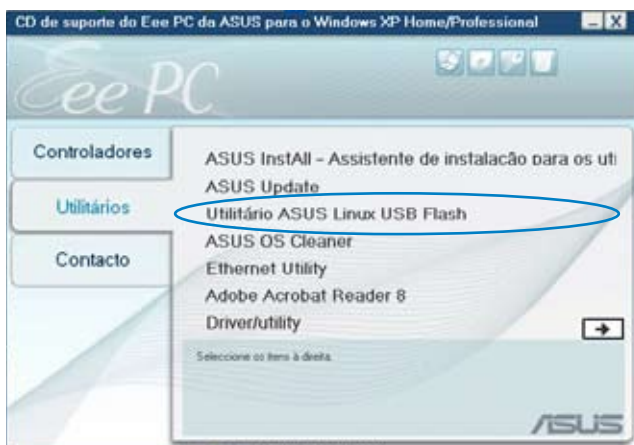 CD de suporte do Eee PC da ASUS para o Windows XP Home/Professional
Eee PC
Controladores
Utilitários
Contacto
ASUS InstAll - Assistente de instalação para os uti
ASUS Update
Utilitário ASUS Linux USB Flash
ASUS OS Cleaner
Ethernet Utility
Adobe Acrobat Reader 8
Driver/utility
Seleccione os itens à direita.
ASUS